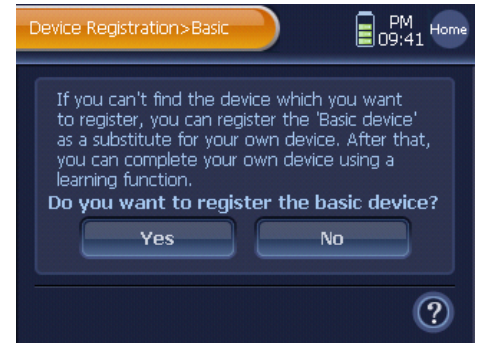 Device Registration>Basic
PM
09:41
Home
If you can't find the device which you want
to register, you can register the 'Basic device'
as a substitute for your own device. After that,
you can complete your own device using a
learning function.
Do you want to register the basic device?
Yes
No
?